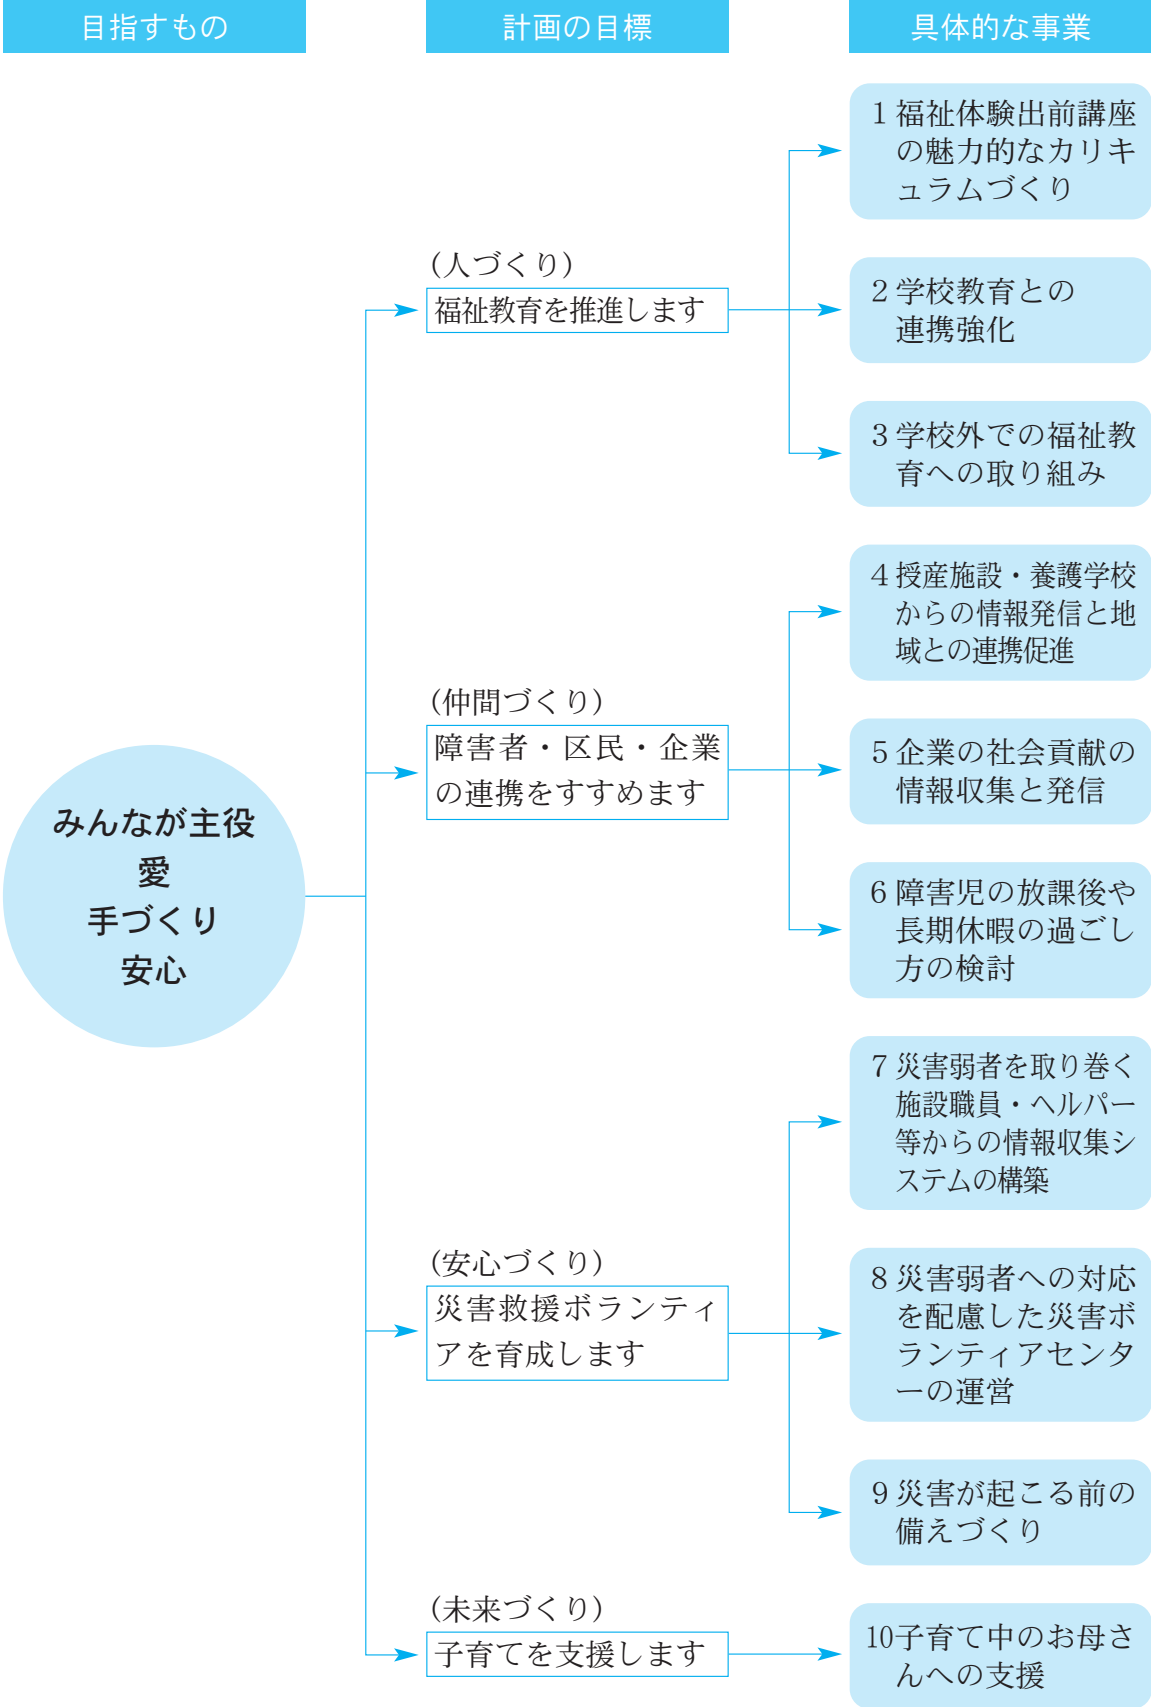 目指すもの
計画の目標
具体的な事業
みんなが主役
愛
手づくり
安心
（人づくり）
福祉教育を推進します
1 福祉体験出前講座
の魅力的なカリキ
ュラムづくり
2 学校教育との
連携強化
3 学校外での福祉教
育への取り組み
（仲間づくり）
障害者・区民・企業
の連携をすすめます
4 授産施設・養護学校
からの情報発信と地
域との連携促進
5 企業の社会貢献の
情報収集と発信
6 障害児の放課後や
長期休暇の過ごし
方の検討
（安心づくり）
災害救援ボランティ
アを育成します
7 災害弱者を取り巻く
施設職員・ヘルパー
等からの情報収集シ
ステムの構築
8 災害弱者への対応
を配慮した災害ボ
ランティアセンタ
ーの運営
9 災害が起こる前の
備えづくり
（未来づくり）
子育てを支援します
10子育て中のお母さ
んへの支援